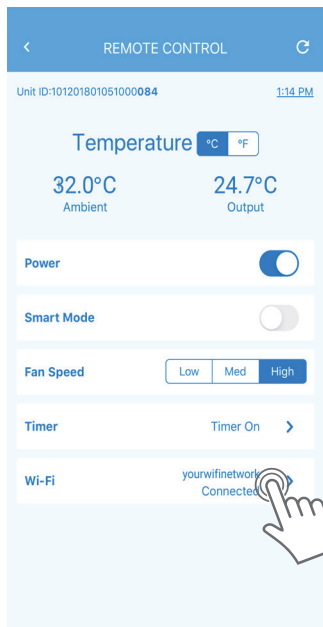 REMOTE CONTROL
Unit ID:101201801051000084 1:14 PM
Temperature °C °F
32.0°C 24.7°C
Ambient Output
Power
Smart Mode
Fan Speed Low Med High
Timer Timer On
Wi-Fi yourwifinetwork
Connected